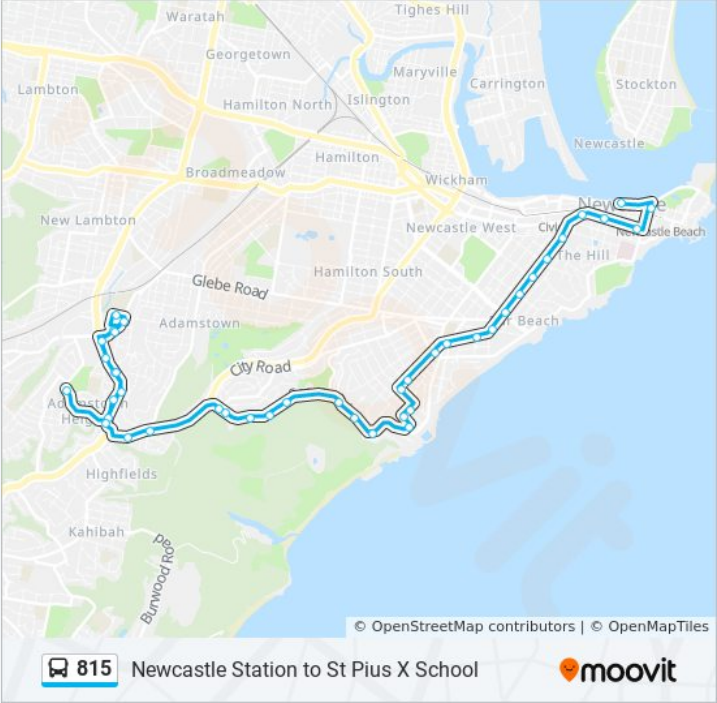 Tighes Hill
Waratah
Georgetown
Maryville
Lambton
Carrington
Stockton
Islington
Hamilton North
Newcastle
Hamilton
Broadmeadow
Wickham
New Lambton
Newcastle West
Newcastle Beach
The Hill
Hamilton South
Glebe Road
Adamstown
City Road
Heights
Highfields
Kahibah
Burwood Road
© OpenStreetMap contributors | © OpenMapTiles
815 Newcastle Station to St Pius X School
moovit